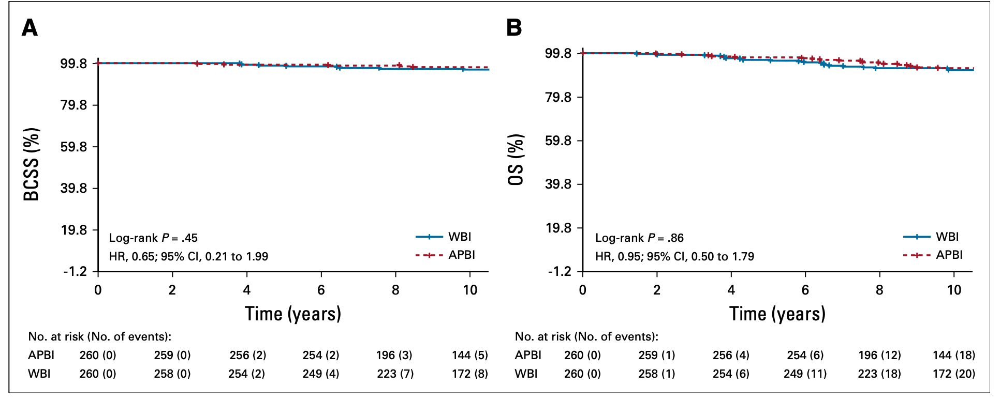 A
99.8
79.8
59.8
39.8
19.8
-1.2
BCSS (%)
Log-rank P = .45
HR, 0.65; 95% CI, 0.21 to 1.99
WBI
APBI
0 2 4 6 8 10
Time (years)
No. at risk (No. of events):
APBI 260 (0) 259 (0) 256 (2) 254 (2) 196 (3) 144 (5)
WBI 260 (0) 258 (0) 254 (2) 249 (4) 223 (7) 172 (8)
B
99.8
79.8
59.8
39.8
19.8
-1.2
OS (%)
Log-rank P = .86
HR, 0.95; 95% CI, 0.50 to 1.79
WBI
APBI
0 2 4 6 8 10
Time (years)
No. at risk (No. of events):
APBI 260 (0) 259 (1) 256 (4) 254 (6) 196 (12) 144 (18)
WBI 260 (0) 258 (1) 254 (6) 249 (11) 223 (18) 172 (20)